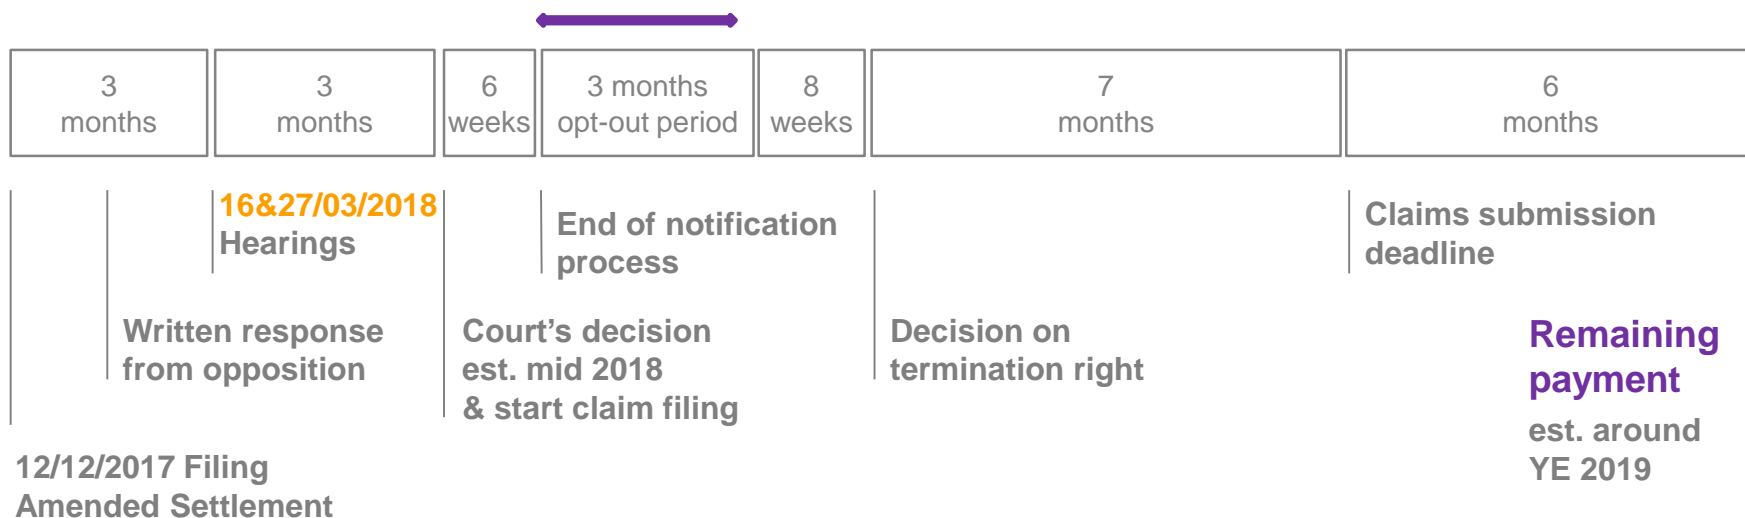 3
months
3
months
6
weeks
3 months
opt-out period
8
weeks
7
months
6
months
16&27/03/2018
Hearings
End of notification
process
Claims submission
deadline
Written response
from opposition
Court’s decision
est. mid 2018
& start claim filing
Decision on
termination right
Remaining
payment
est. around
YE 2019
12/12/2017 Filing
Amended Settlement